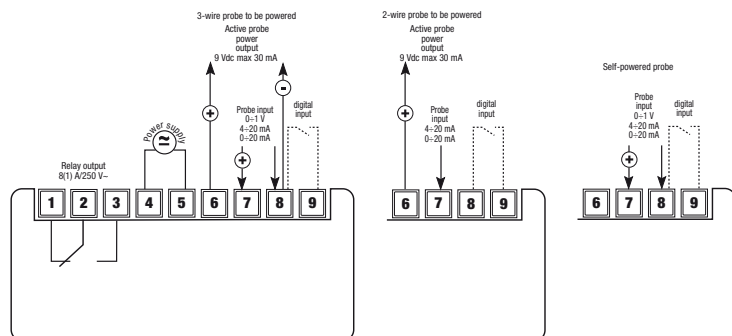 3-wire probe to be powered
Active probe
power
output
9 Vdc max 30 mA
Probe input
0÷1 V
4÷20 mA
0÷20 mA
digital
input
Power supply
Relay output
8(1) A/250 V~
+
-
+
1 2 3 4 5 6 7 8 9
2-wire probe to be powered
Active probe
power
output
9 Vdc max 30 mA
Probe
input
4÷20 mA
0÷20 mA
digital
input
+
6 7 8 9
Self-powered probe
Probe
input
0÷1 V
4÷20 mA
0÷20 mA
digital
input
+
6 7 8 9